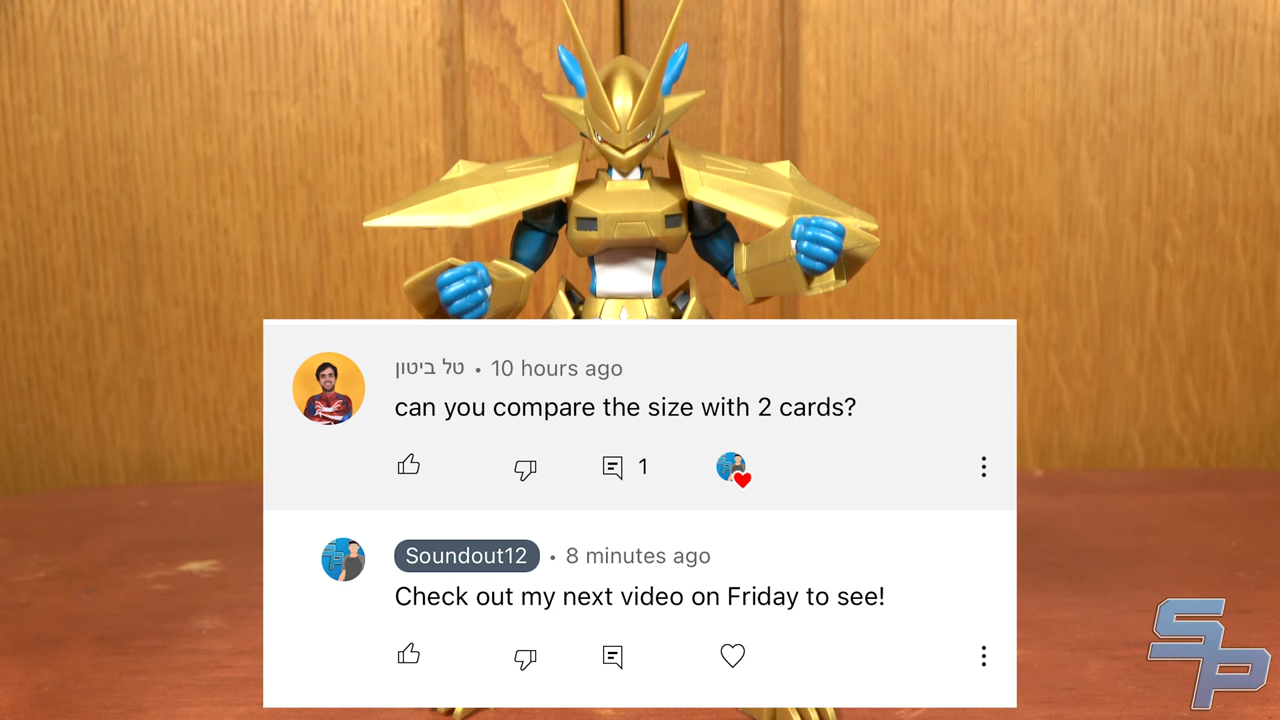 טל ביטון • 10 hours ago
can you compare the size with 2 cards?
1
Soundout12 • 8 minutes ago
Check out my next video on Friday to see!
SP